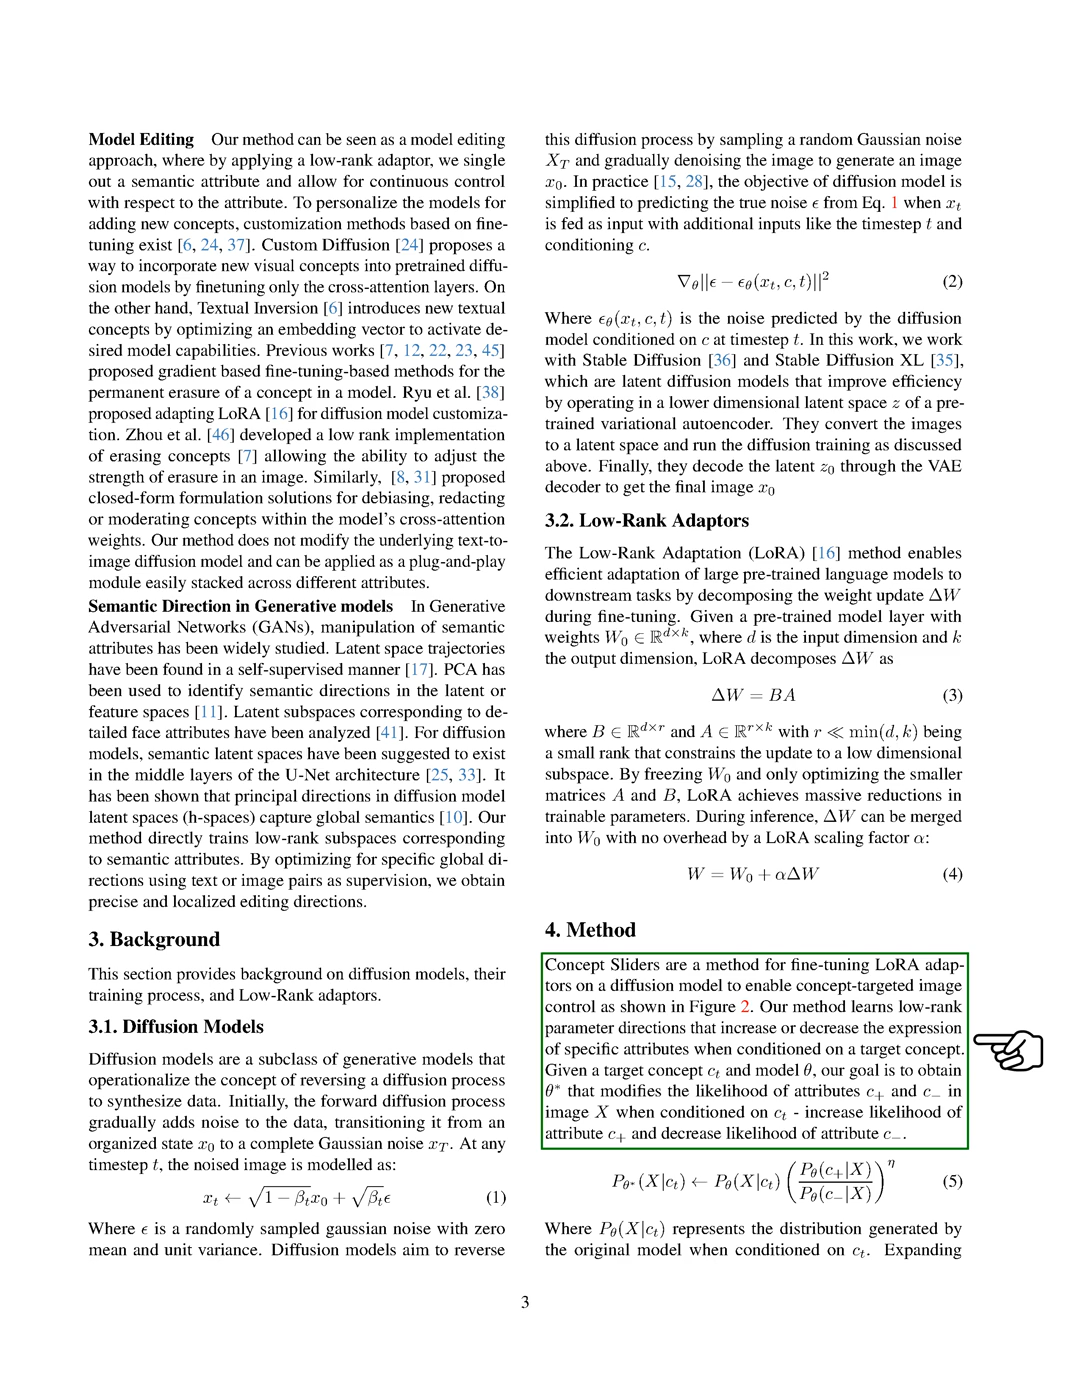 Model Editing Our method can be seen as a model editing
approach, where by applying a low-rank adaptor, we single
out a semantic attribute and allow for continuous control
with respect to the attribute. To personalize the models for
adding new concepts, customization methods based on fine-
tuning exist [6, 24, 37]. Custom Diffusion [24] proposes a
way to incorporate new visual concepts into pretrained diffu-
sion models by finetuning only the cross-attention layers. On
the other hand, Textual Inversion [6] introduces new textual
concepts by optimizing an embedding vector to activate de-
sired model capabilities. Previous works [7, 12, 22, 23, 45]
proposed gradient based fine-tuning-based methods for the
permanent erasure of a concept in a model. Ryu et al. [38]
proposed adapting LoRA [16] for diffusion model customiza-
tion. Zhou et al. [46] developed a low rank implementation
of erasing concepts [7] allowing the ability to adjust the
strength of erasure in an image. Similarly, [8, 31] proposed
closed-form formulation solutions for debiasing, redacting
or moderating concepts within the model's cross-attention
weights. Our method does not modify the underlying text-to-
image diffusion model and can be applied as a plug-and-play
module easily stacked across different attributes.
Semantic Direction in Generative models In Generative
Adversarial Networks (GANs), manipulation of semantic
attributes has been widely studied. Latent space trajectories
have been found in a self-supervised manner [17]. PCA has
been used to identify semantic directions in the latent or
feature spaces [11]. Latent subspaces corresponding to de-
tailed face attributes have been analyzed [41]. For diffusion
models, semantic latent spaces have been suggested to exist
in the middle layers of the U-Net architecture [25, 33]. It
has been shown that principal directions in diffusion model
latent spaces (h-spaces) capture global semantics [10]. Our
method directly trains low-rank subspaces corresponding
to semantic attributes. By optimizing for specific global di-
rections using text or image pairs as supervision, we obtain
precise and localized editing directions.
3. Background
This section provides background on diffusion models, their
training process, and Low-Rank adaptors.
3.1. Diffusion Models
Diffusion models are a subclass of generative models that
operationalize the concept of reversing a diffusion process
to synthesize data. Initially, the forward diffusion process
gradually adds noise to the data, transitioning it from an
organized state x₀ to a complete Gaussian noise x_T. At any
timestep t, the noised image is modelled as:
x_t ← √(1 − β_t)x₀ + √(β_t)ϵ (1)
Where ϵ is a randomly sampled gaussian noise with zero
mean and unit variance. Diffusion models aim to reverse
this diffusion process by sampling a random Gaussian noise
X_T and gradually denoising the image to generate an image
x₀. In practice [15, 28], the objective of diffusion model is
simplified to predicting the true noise ϵ from Eq. 1 when x_t
is fed as input with additional inputs like the timestep t and
conditioning c.
∇_θ||ϵ − ϵ_θ(x_t, c, t)||² (2)
Where ϵ_θ(x_t, c, t) is the noise predicted by the diffusion
model conditioned on c at timestep t. In this work, we work
with Stable Diffusion [36] and Stable Diffusion XL [35],
which are latent diffusion models that improve efficiency
by operating in a lower dimensional latent space z of a pre-
trained variational autoencoder. They convert the images
to a latent space and run the diffusion training as discussed
above. Finally, they decode the latent z₀ through the VAE
decoder to get the final image x₀
3.2. Low-Rank Adaptors
The Low-Rank Adaptation (LoRA) [16] method enables
efficient adaptation of large pre-trained language models to
downstream tasks by decomposing the weight update ΔW
during fine-tuning. Given a pre-trained model layer with
weights W₀ ∈ ℝ^{d×k}, where d is the input dimension and k
the output dimension, LoRA decomposes ΔW as
ΔW = BA (3)
where B ∈ ℝ^{d×r} and A ∈ ℝ^{r×k} with r ≪ min(d, k) being
a small rank that constrains the update to a low dimensional
subspace. By freezing W₀ and only optimizing the smaller
matrices A and B, LoRA achieves massive reductions in
trainable parameters. During inference, ΔW can be merged
into W₀ with no overhead by a LoRA scaling factor α:
W = W₀ + αΔW (4)
4. Method
Concept Sliders are a method for fine-tuning LoRA adap-
tors on a diffusion model to enable concept-targeted image
control as shown in Figure 2. Our method learns low-rank
parameter directions that increase or decrease the expression
of specific attributes when conditioned on a target concept.
Given a target concept c_t and model θ, our goal is to obtain
θ* that modifies the likelihood of attributes c₊ and c₋ in
image X when conditioned on c_t - increase likelihood of
attribute c₊ and decrease likelihood of attribute c₋.
P_{θ*}(X|c_t) ← P_θ(X|c_t) (P_θ(c₊|X) / P_θ(c₋|X))^η (5)
Where P_θ(X|c_t) represents the distribution generated by
the original model when conditioned on c_t. Expanding
3